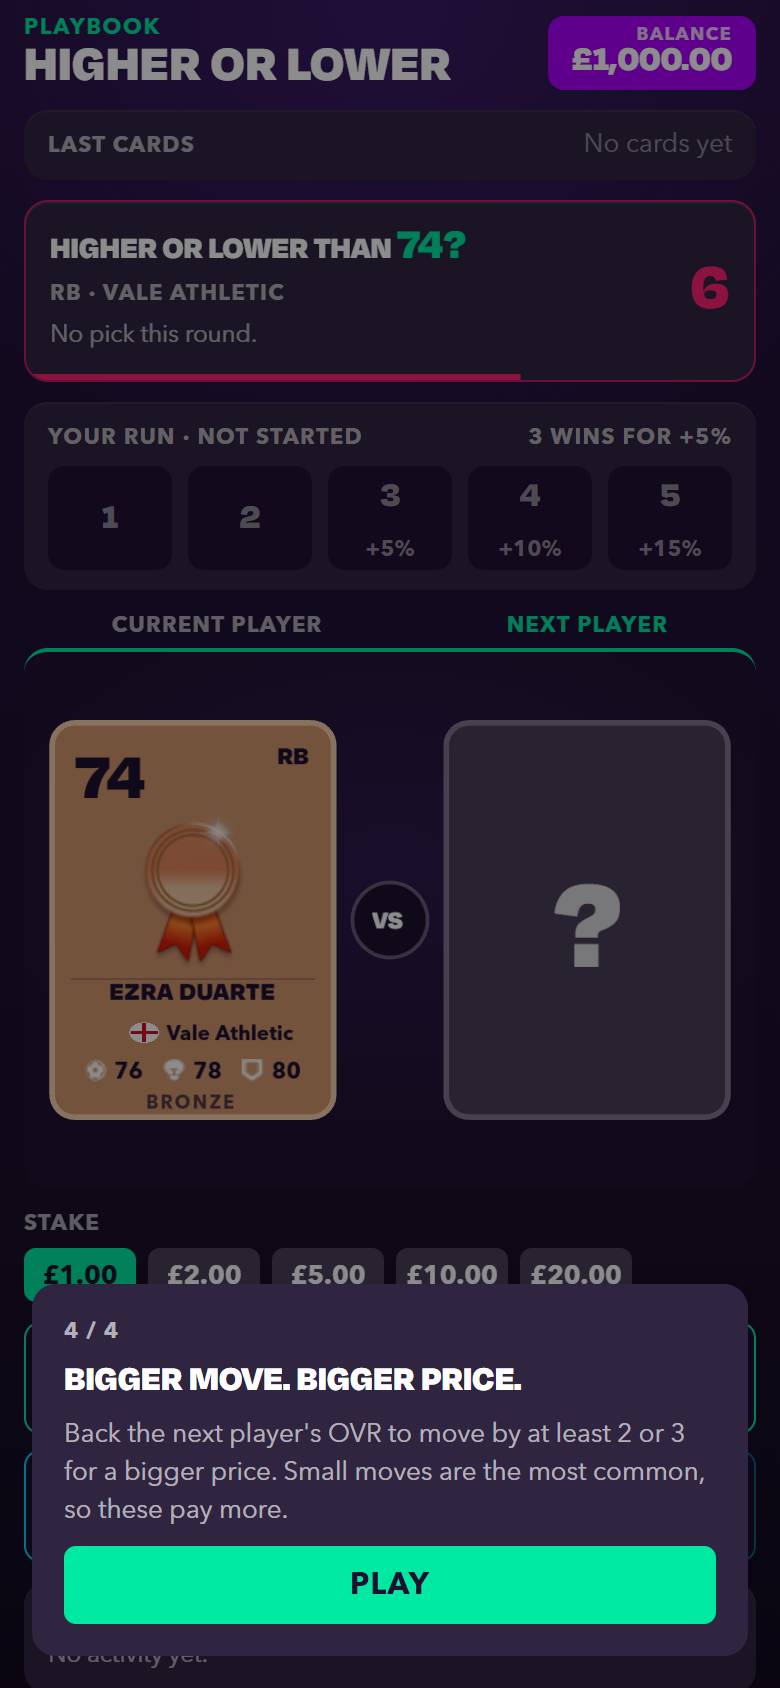 PLAYBOOK
HIGHER OR LOWER
BALANCE
£1,000.00
LAST CARDS
No cards yet
HIGHER OR LOWER THAN 74?
RB · VALE ATHLETIC
No pick this round.
6
YOUR RUN · NOT STARTED
3 WINS FOR +5%
1
2
3
+5%
4
+10%
5
+15%
CURRENT PLAYER
NEXT PLAYER
74
RB
EZRA DUARTE
Vale Athletic
76 78 80
BRONZE
VS
?
STAKE
£1.00 £2.00 £5.00 £10.00 £20.00
4 / 4
BIGGER MOVE. BIGGER PRICE.
Back the next player's OVR to move by at least 2 or 3
for a bigger price. Small moves are the most common,
so these pay more.
PLAY
No activity yet.